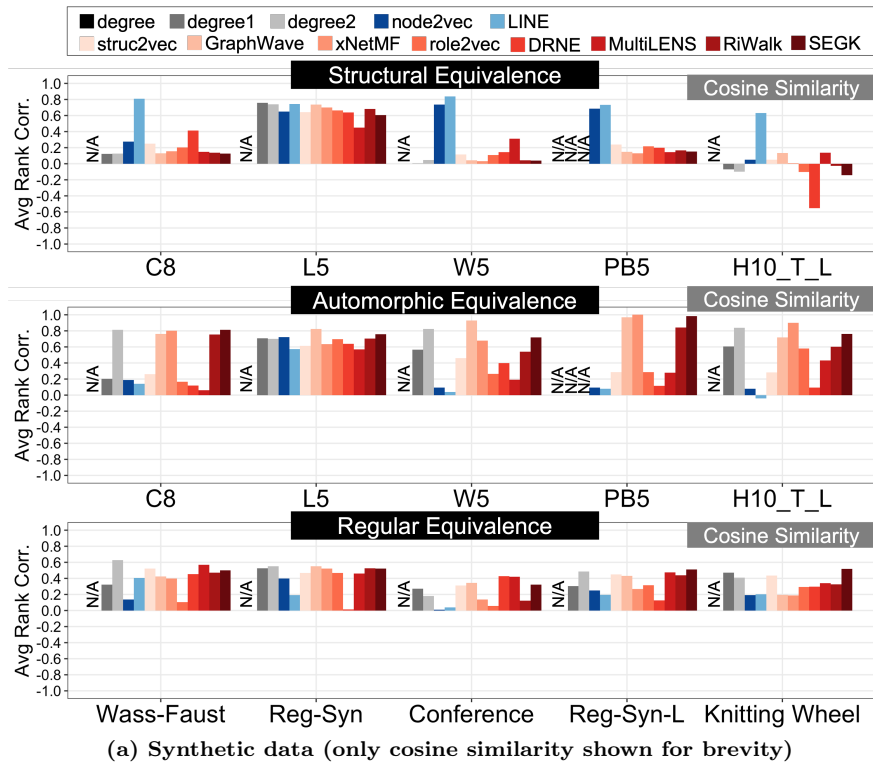 degree degree1 degree2 node2vec LINE
struc2vec GraphWave xNetMF role2vec DRNE MultiLENS RiWalk SEGK
Structural Equivalence
Cosine Similarity
Avg Rank Corr.
1.0
0.8
0.6
0.4
0.2
0.0
-0.2
-0.4
-0.6
-0.8
-1.0
N/A N/A N/A N/A N/A N/A N/A
C8 L5 W5 PB5 H10_T_L
Automorphic Equivalence
Cosine Similarity
Avg Rank Corr.
1.0
0.8
0.6
0.4
0.2
0.0
-0.2
-0.4
-0.6
-0.8
-1.0
N/A N/A N/A N/A N/A N/A N/A
C8 L5 W5 PB5 H10_T_L
Regular Equivalence
Cosine Similarity
Avg Rank Corr.
1.0
0.8
0.6
0.4
0.2
0.0
-0.2
-0.4
-0.6
-0.8
-1.0
N/A N/A N/A N/A N/A
Wass-Faust Reg-Syn Conference Reg-Syn-L Knitting Wheel
(a) Synthetic data (only cosine similarity shown for brevity)